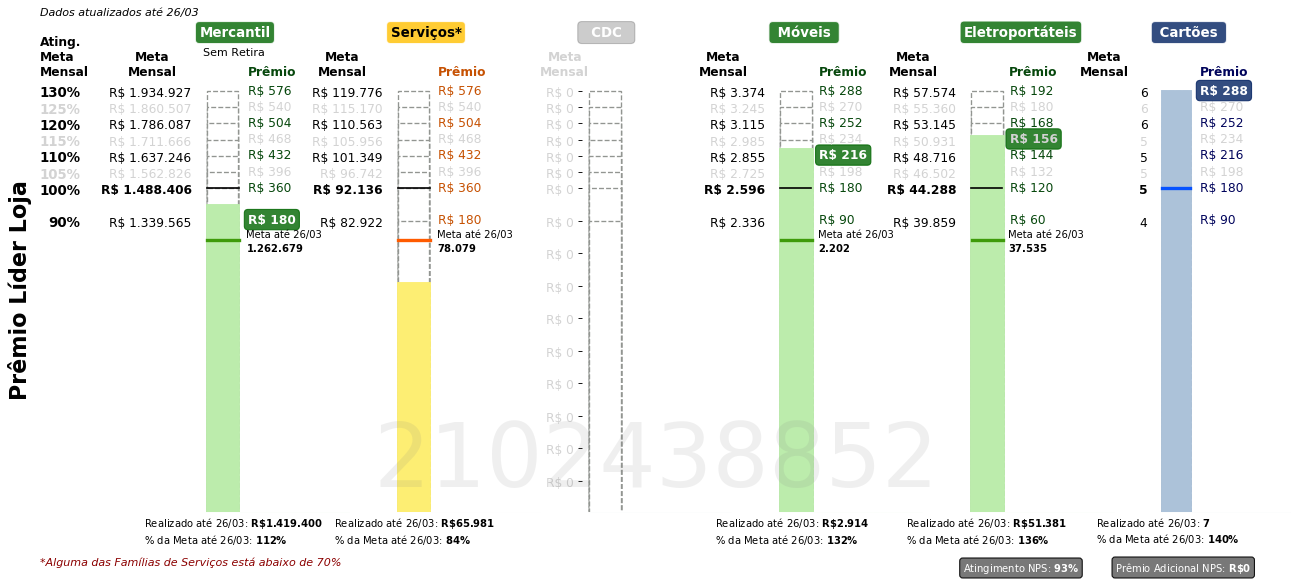 Dados atualizados até 26/03
Prêmio Líder Loja
Mercantil Serviços* CDC Móveis Eletroportáteis Cartões
Sem Retira
Ating. Meta Mensal Meta Mensal Prêmio Meta Mensal Prêmio Meta Mensal Meta Mensal Prêmio Meta Mensal Prêmio Meta Mensal Prêmio
130% R$ 1.934.927 R$ 576 R$ 119.776 R$ 576 R$ 0 R$ 3.374 R$ 288 R$ 57.574 R$ 192 6 R$ 288
125% R$ 1.860.507 R$ 540 R$ 115.170 R$ 540 R$ 0 R$ 3.245 R$ 270 R$ 55.360 R$ 180 6 R$ 270
120% R$ 1.786.087 R$ 504 R$ 110.563 R$ 504 R$ 0 R$ 3.115 R$ 252 R$ 53.145 R$ 168 6 R$ 252
115% R$ 1.711.666 R$ 468 R$ 105.956 R$ 468 R$ 0 R$ 2.985 R$ 234 R$ 50.931 R$ 156 5 R$ 234
110% R$ 1.637.246 R$ 432 R$ 101.349 R$ 432 R$ 0 R$ 2.855 R$ 216 R$ 48.716 R$ 144 5 R$ 216
105% R$ 1.562.826 R$ 396 R$ 96.742 R$ 396 R$ 0 R$ 2.725 R$ 198 R$ 46.502 R$ 132 5 R$ 198
100% R$ 1.488.406 R$ 360 R$ 92.136 R$ 360 R$ 0 R$ 2.596 R$ 180 R$ 44.288 R$ 120 5 R$ 180
90% R$ 1.339.565 R$ 180 R$ 82.922 R$ 180 R$ 0 R$ 2.336 R$ 90 R$ 39.859 R$ 60 4 R$ 90
Meta até 26/03 Meta até 26/03 Meta até 26/03 Meta até 26/03
1.262.679 78.079 2.202 37.535
R$ 0
R$ 0
R$ 0
R$ 0
R$ 0
R$ 0
R$ 0
R$ 0
2102438852
Realizado até 26/03: R$1.419.400 Realizado até 26/03: R$65.981 Realizado até 26/03: R$2.914 Realizado até 26/03: R$51.381 Realizado até 26/03: 7
% da Meta até 26/03: 112% % da Meta até 26/03: 84% % da Meta até 26/03: 132% % da Meta até 26/03: 136% % da Meta até 26/03: 140%
*Alguma das Famílias de Serviços está abaixo de 70% Atingimento NPS: 93% Prêmio Adicional NPS: R$0